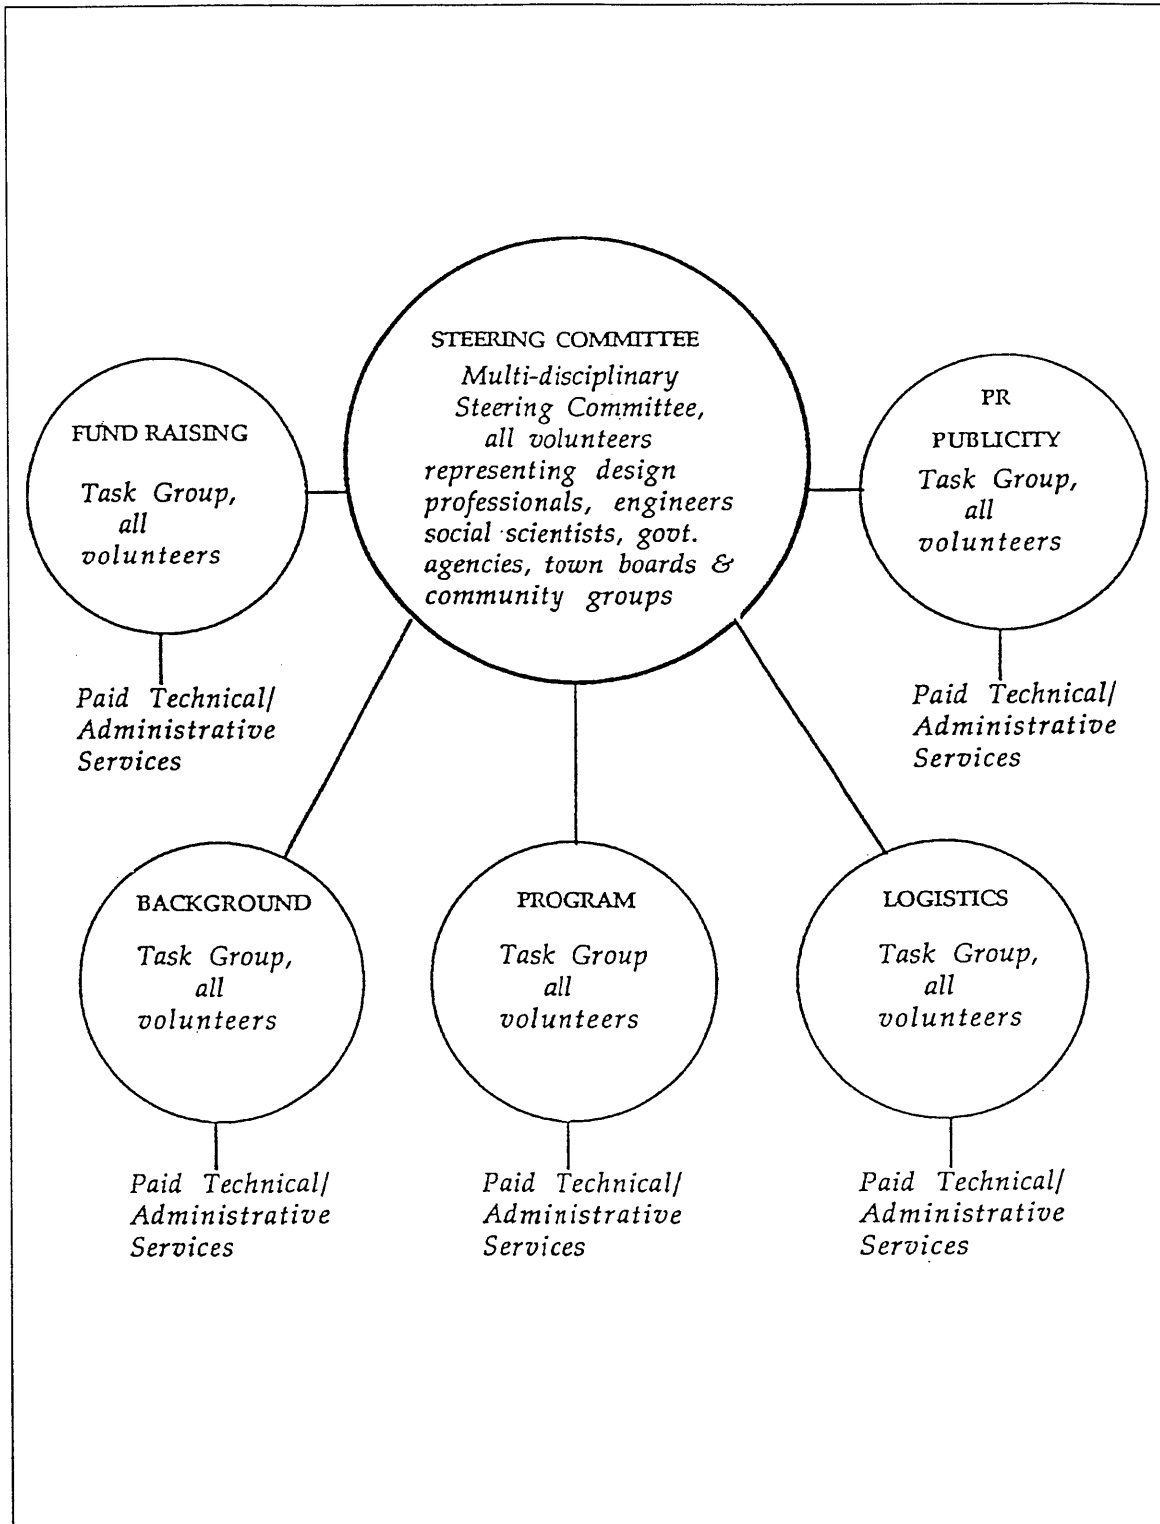 STEERING COMMITTEE
Multi-disciplinary
Steering Committee,
all volunteers
representing design
professionals, engineers
social scientists, govt.
agencies, town boards &
community groups
FUND RAISING
Task Group,
all
volunteers
Paid Technical/
Administrative
Services
PR
PUBLICITY
Task Group,
all
volunteers
Paid Technical/
Administrative
Services
BACKGROUND
Task Group,
all
volunteers
Paid Technical/
Administrative
Services
PROGRAM
Task Group
all
volunteers
Paid Technical/
Administrative
Services
LOGISTICS
Task Group,
all
volunteers
Paid Technical/
Administrative
Services